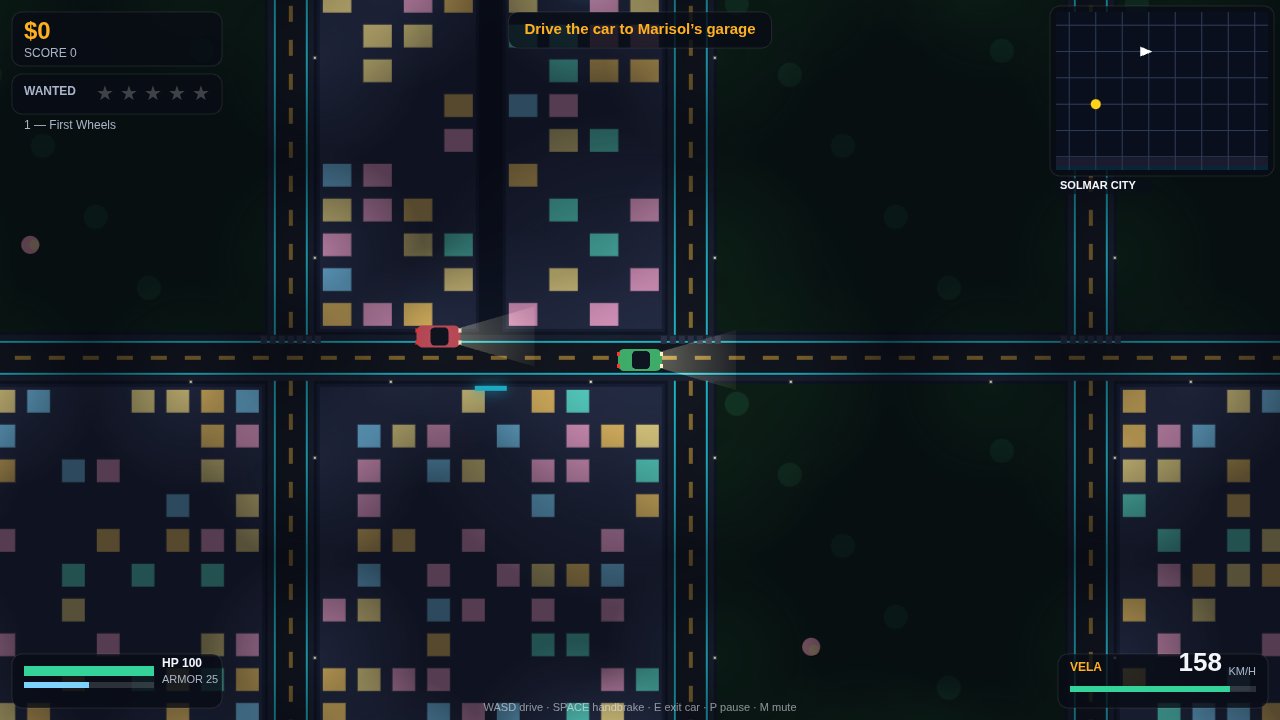 $0
SCORE 0
WANTED
1 — First Wheels
Drive the car to Marisol’s garage
SOLMAR CITY
HP 100
ARMOR 25
VELA 158 KM/H
WASD drive · SPACE handbrake · E exit car · P pause · M mute